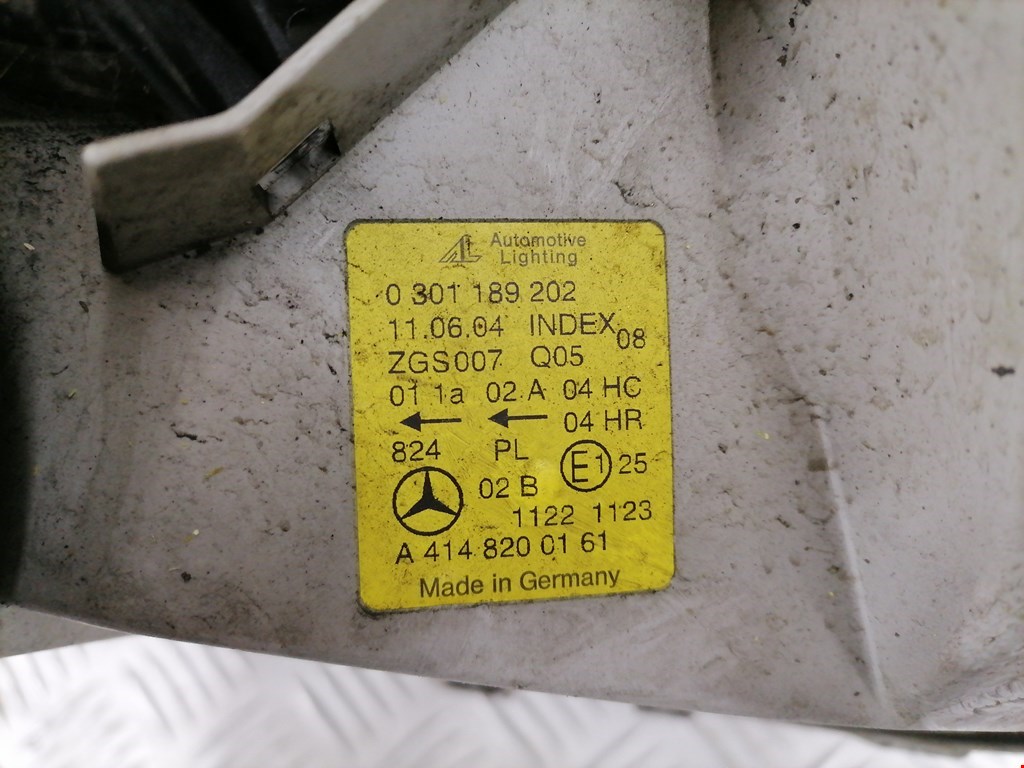 Automotive
Lighting
0 301 189 202
11.06.04 INDEX 08
ZGS007 Q05
01 1a 02 A 04 HC
← ← 04 HR
824 PL
E1 25
02 B
1122 1123
A 414 820 01 61
Made in Germany